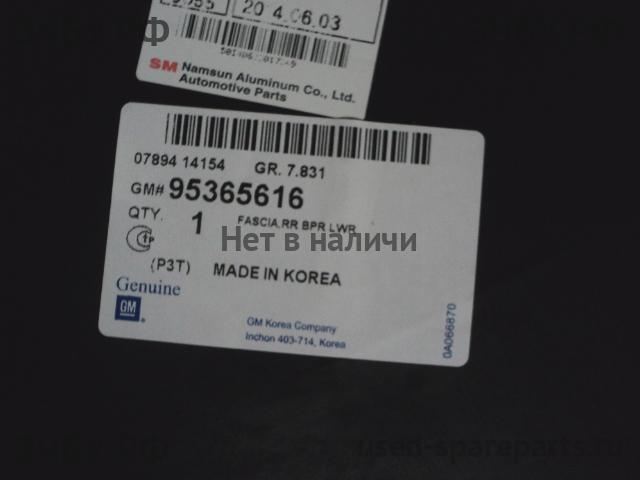 20 4.06.03
SM Namsun Aluminum Co., Ltd.
Automotive Parts
07894 14154 GR. 7.831
GM# 95365616
QTY. 1 FASCIA.RR BPR LWR
Нет в наличи
(P3T) MADE IN KOREA
Genuine
GM
GM Korea Company
Inchon 403-714, Korea
0A066870
used-spareparts.ru